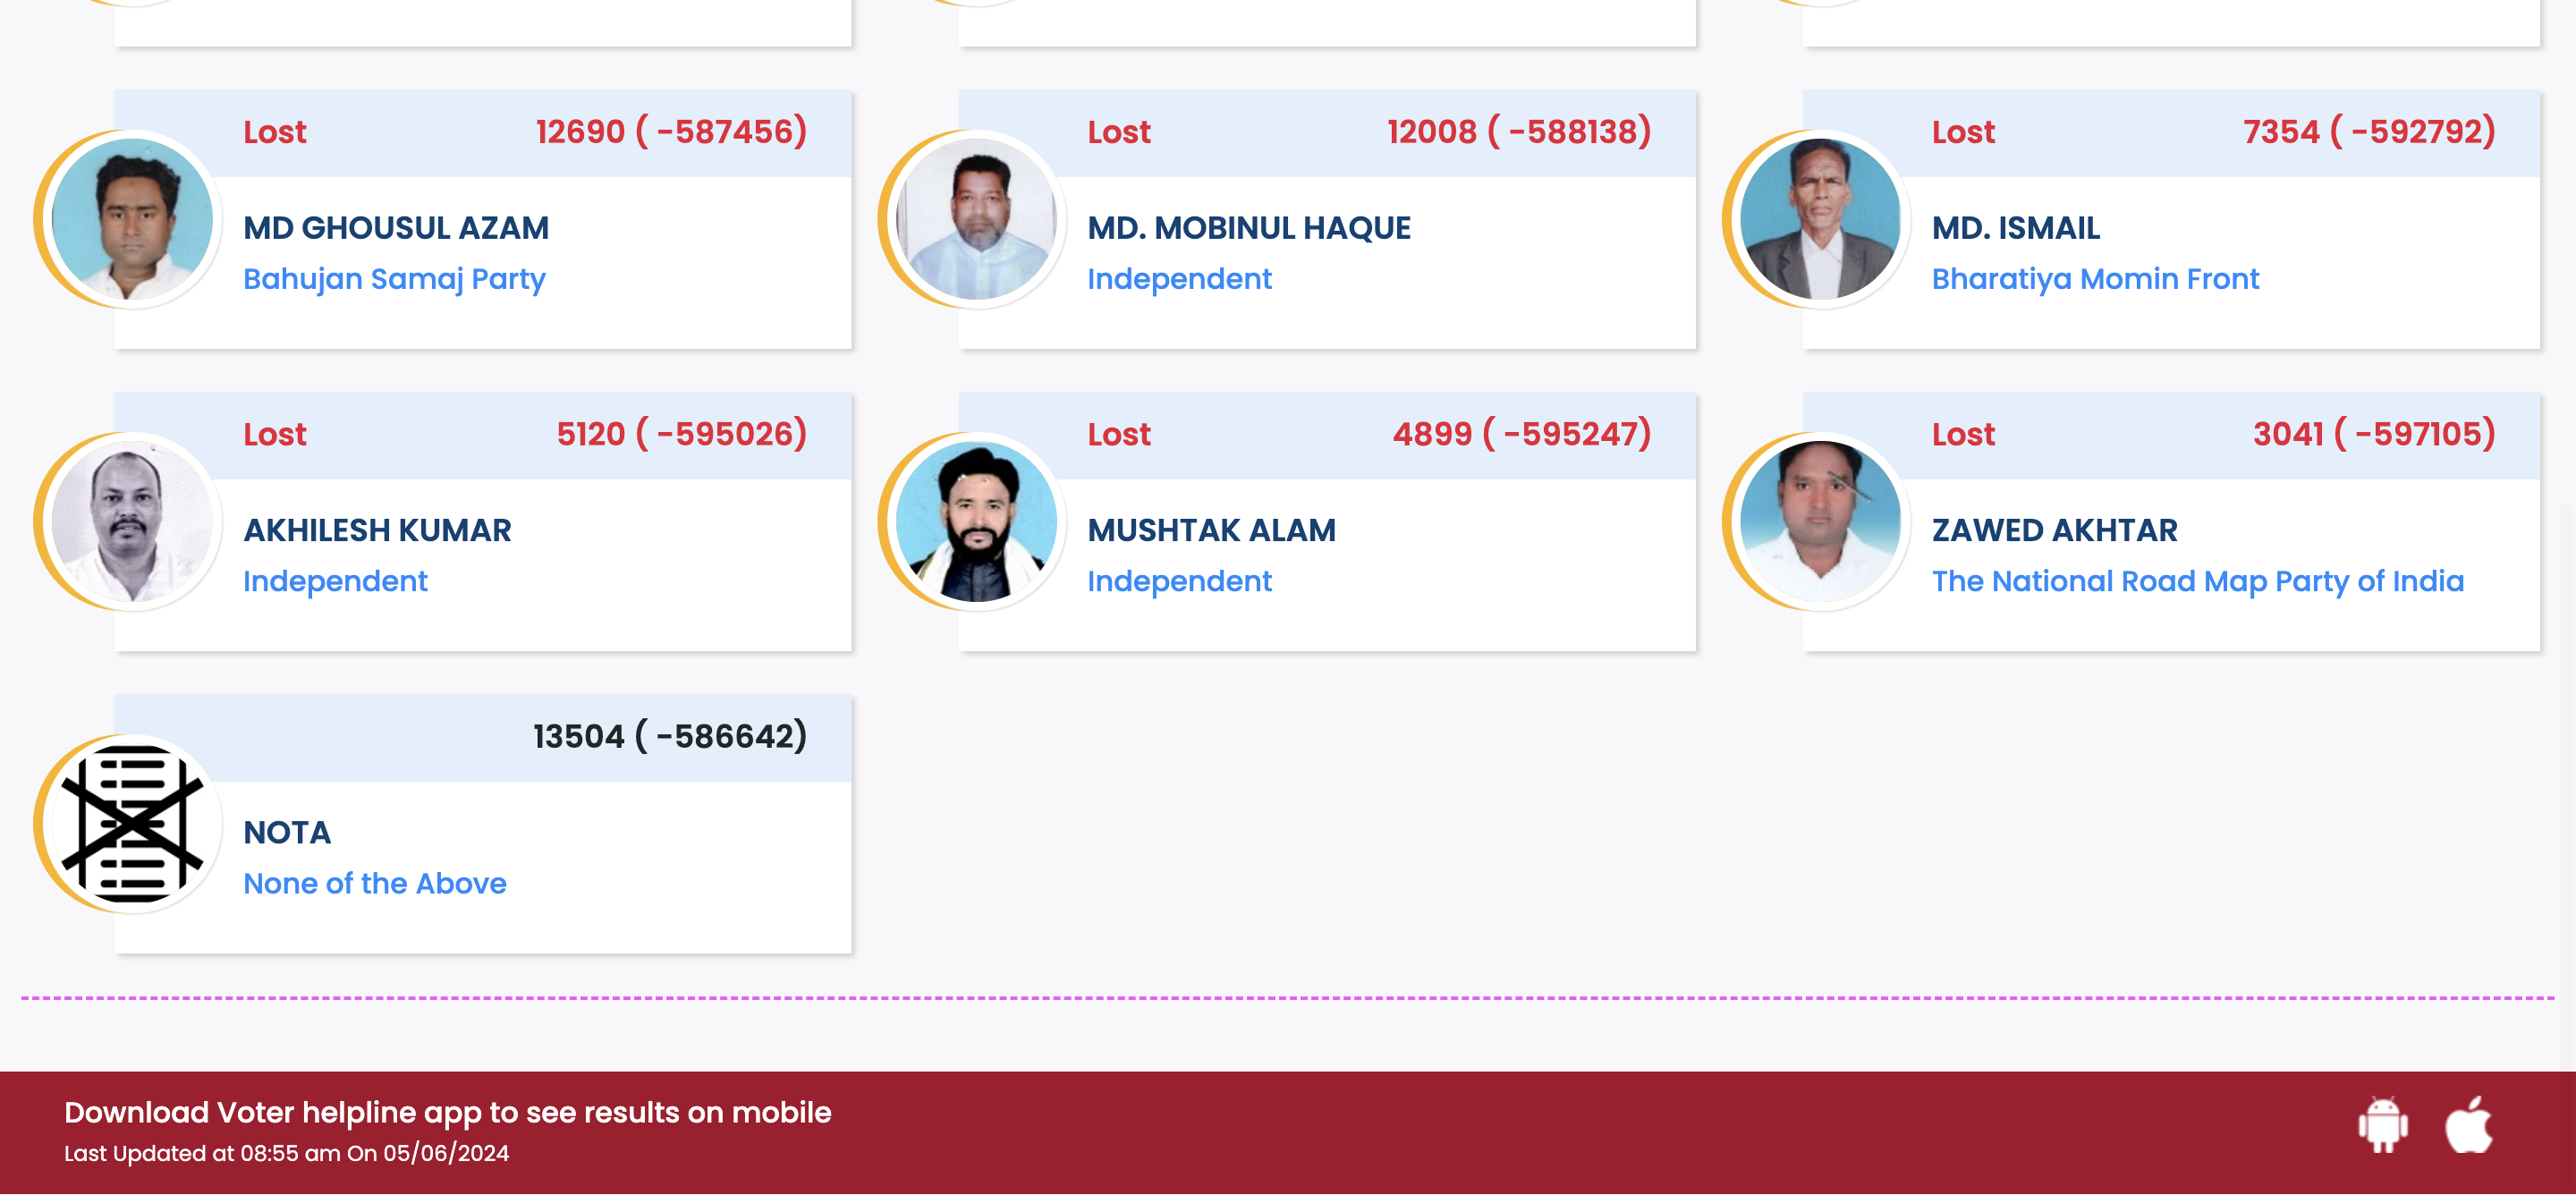 Lost 12690 ( -587456)
MD GHOUSUL AZAM
Bahujan Samaj Party
Lost 12008 ( -588138)
MD. MOBINUL HAQUE
Independent
Lost 7354 ( -592792)
MD. ISMAIL
Bharatiya Momin Front
Lost 5120 ( -595026)
AKHILESH KUMAR
Independent
Lost 4899 ( -595247)
MUSHTAK ALAM
Independent
Lost 3041 ( -597105)
ZAWED AKHTAR
The National Road Map Party of India
13504 ( -586642)
NOTA
None of the Above
Download Voter helpline app to see results on mobile
Last Updated at 08:55 am On 05/06/2024